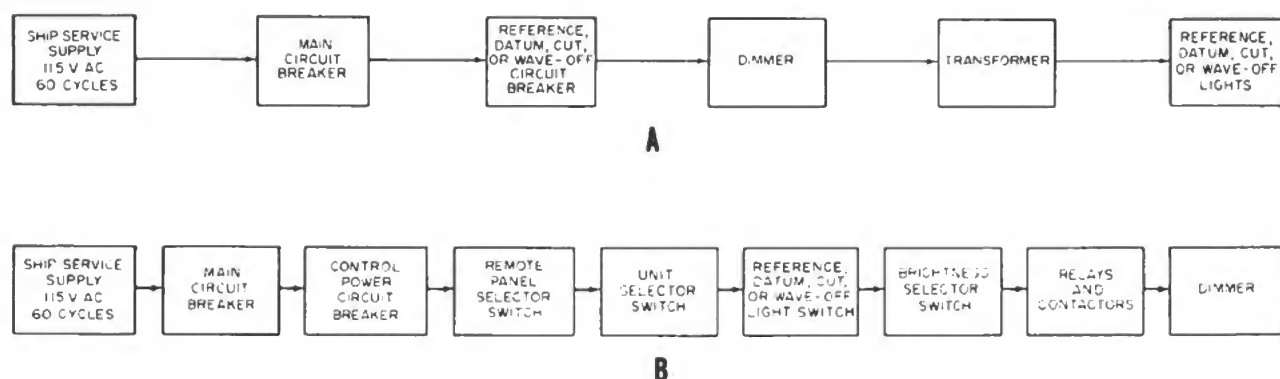 SHIP SERVICE
SUPPLY
115 V AC
60 CYCLES
MAIN
CIRCUIT
BREAKER
REFERENCE,
DATUM, CUT,
OR WAVE-OFF
CIRCUIT
BREAKER
DIMMER
TRANSFORMER
REFERENCE,
DATUM, CUT,
OR WAVE-OFF
LIGHTS
A
SHIP SERVICE
SUPPLY
115 V AC
60 CYCLES
MAIN
CIRCUIT
BREAKER
CONTROL
POWER
CIRCUIT
BREAKER
REMOTE
PANEL
SELECTOR
SWITCH
UNIT
SELECTOR
SWITCH
REFERENCE,
DATUM, CUT,
OR WAVE-OFF
LIGHT SWITCH
BRIGHTNESS
SELECTOR
SWITCH
RELAYS
AND
CONTACTORS
DIMMER
B